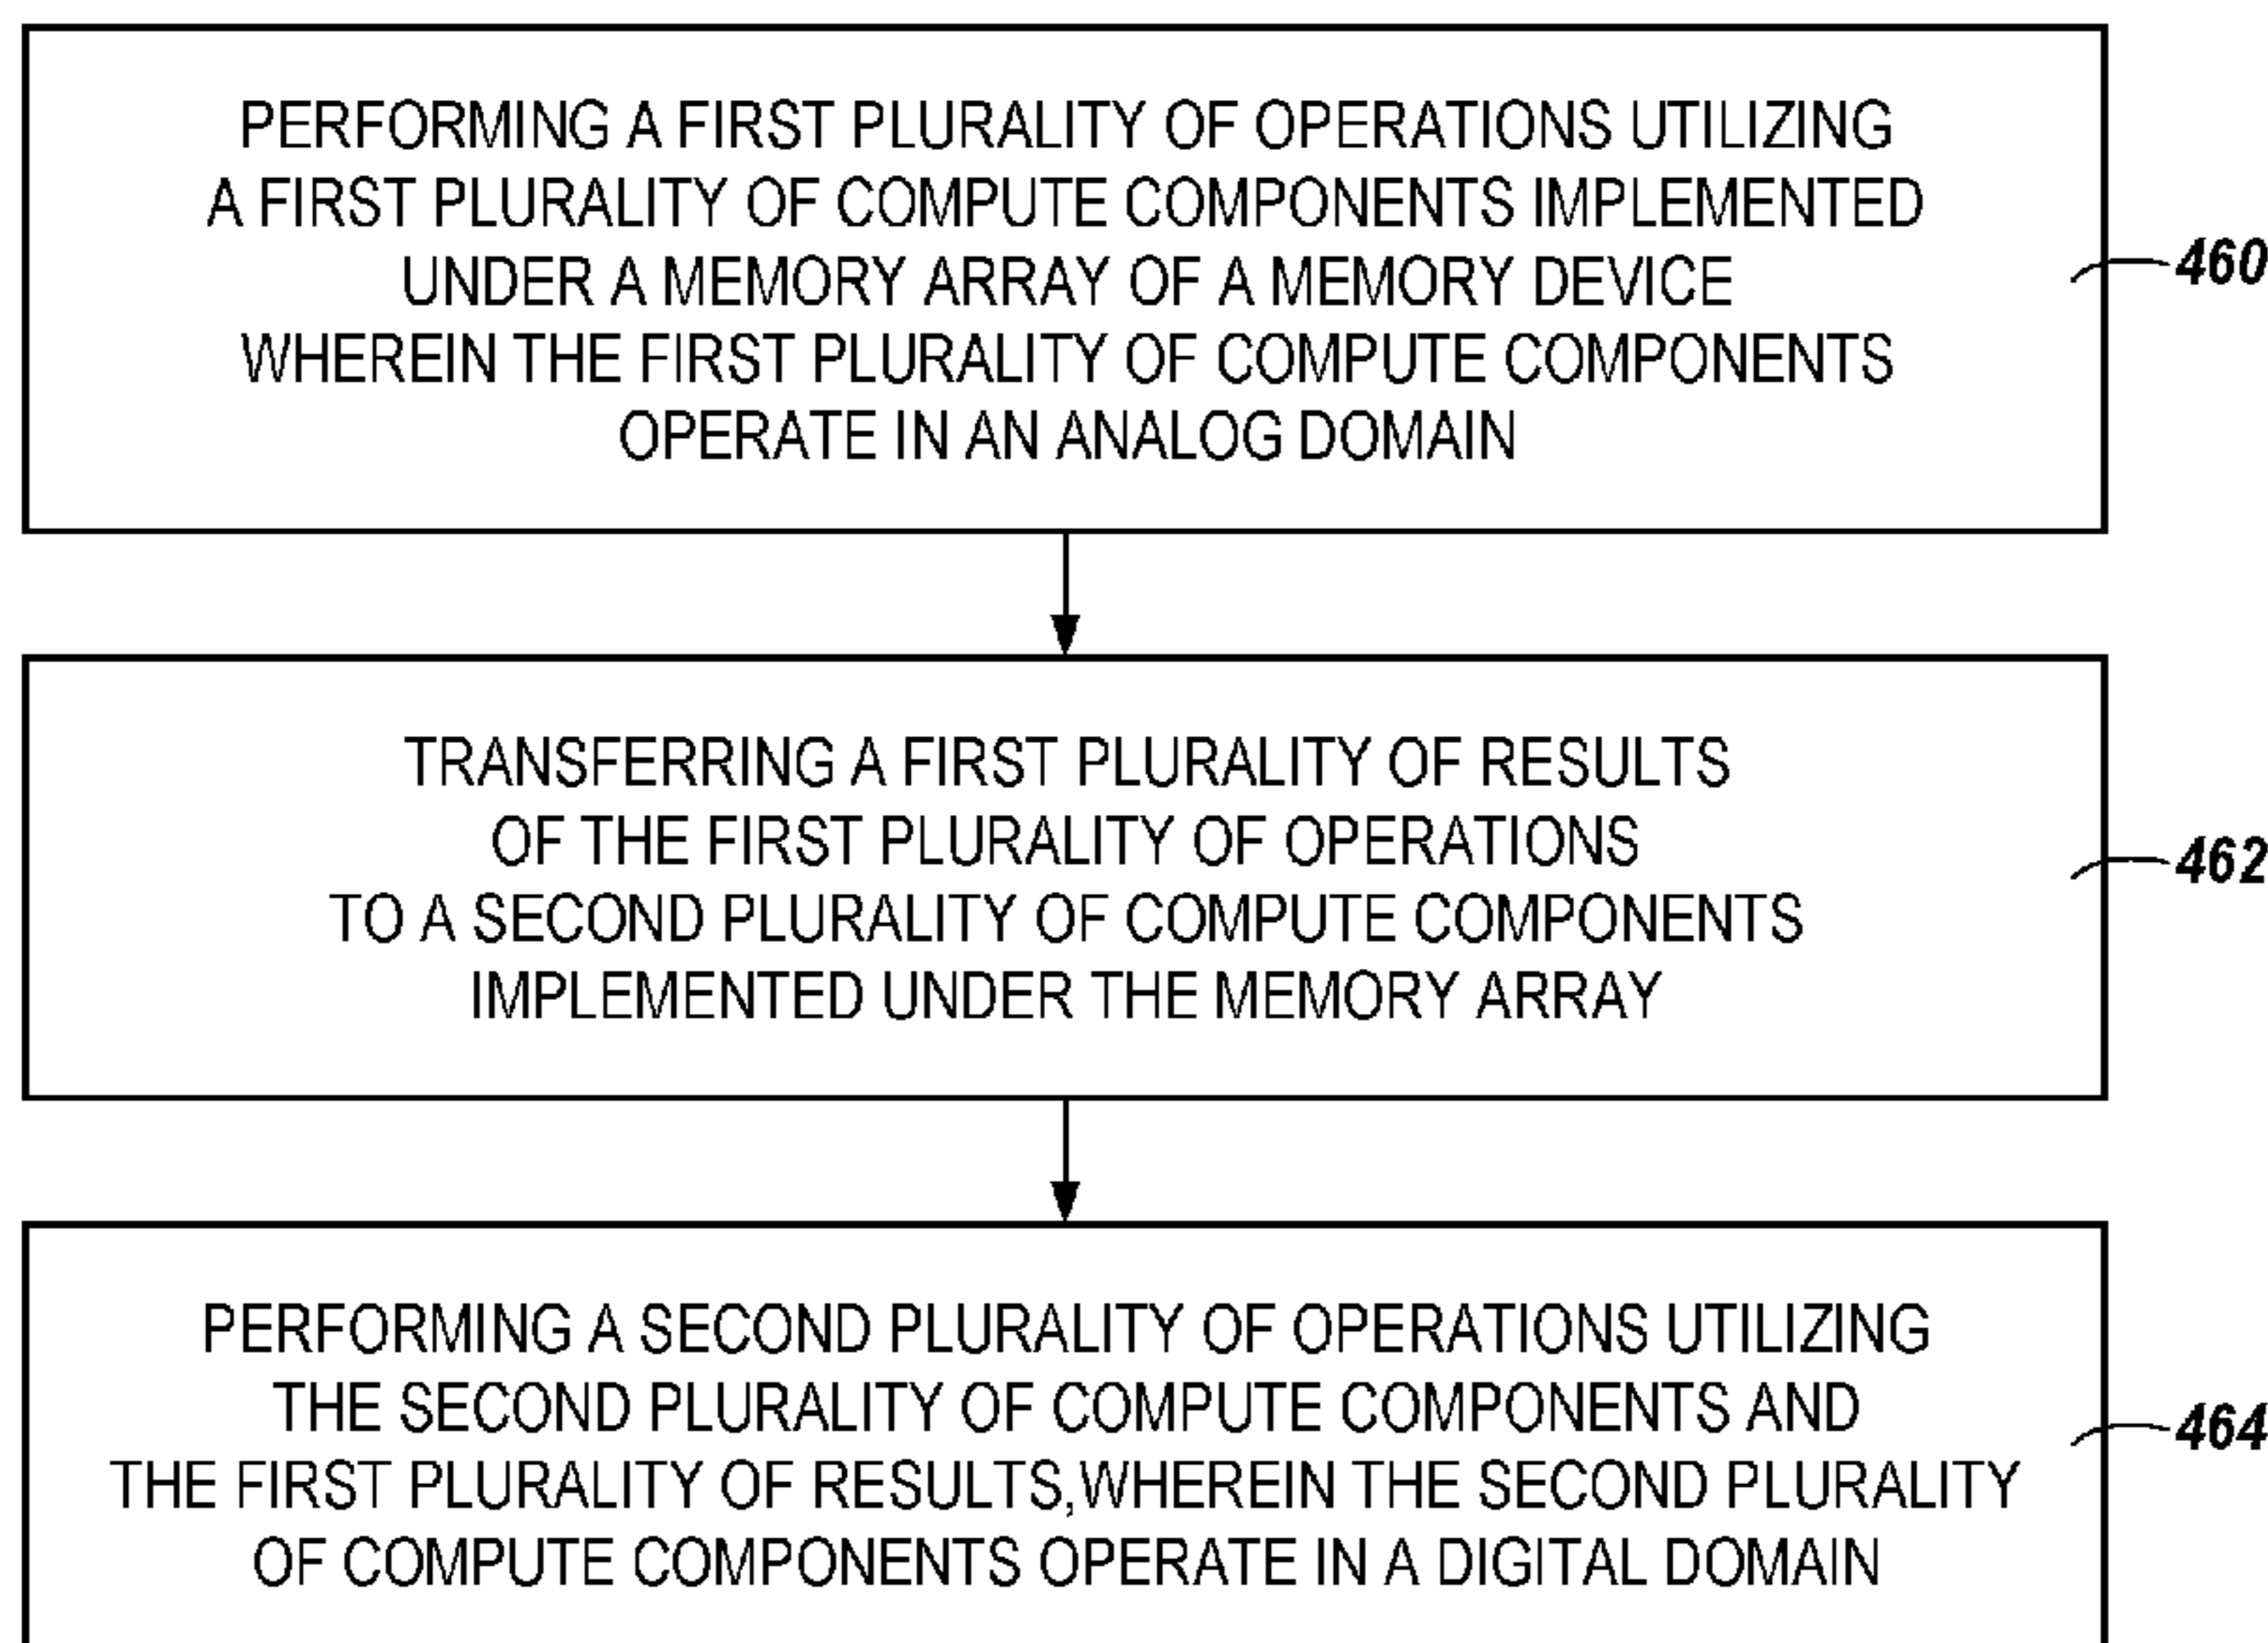 PERFORMING A FIRST PLURALITY OF OPERATIONS UTILIZING
A FIRST PLURALITY OF COMPUTE COMPONENTS IMPLEMENTED
UNDER A MEMORY ARRAY OF A MEMORY DEVICE
WHEREIN THE FIRST PLURALITY OF COMPUTE COMPONENTS
OPERATE IN AN ANALOG DOMAIN
460
TRANSFERRING A FIRST PLURALITY OF RESULTS
OF THE FIRST PLURALITY OF OPERATIONS
TO A SECOND PLURALITY OF COMPUTE COMPONENTS
IMPLEMENTED UNDER THE MEMORY ARRAY
462
PERFORMING A SECOND PLURALITY OF OPERATIONS UTILIZING
THE SECOND PLURALITY OF COMPUTE COMPONENTS AND
THE FIRST PLURALITY OF RESULTS,WHEREIN THE SECOND PLURALITY
OF COMPUTE COMPONENTS OPERATE IN A DIGITAL DOMAIN
464